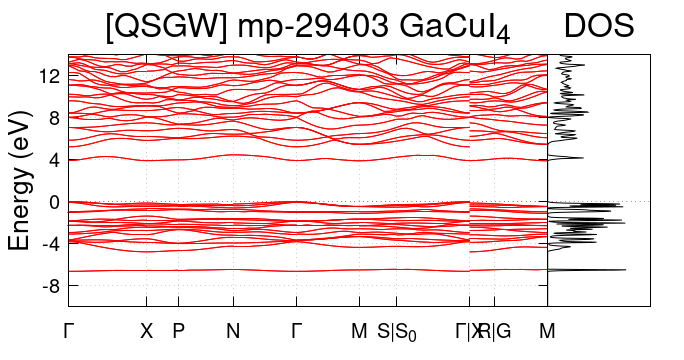 [QSGW] mp-29403 GaCuI4 DOS
Energy (eV)
12
8
4
0
-4
-8
Γ X P N Γ M S|S0 Γ|X R|G M